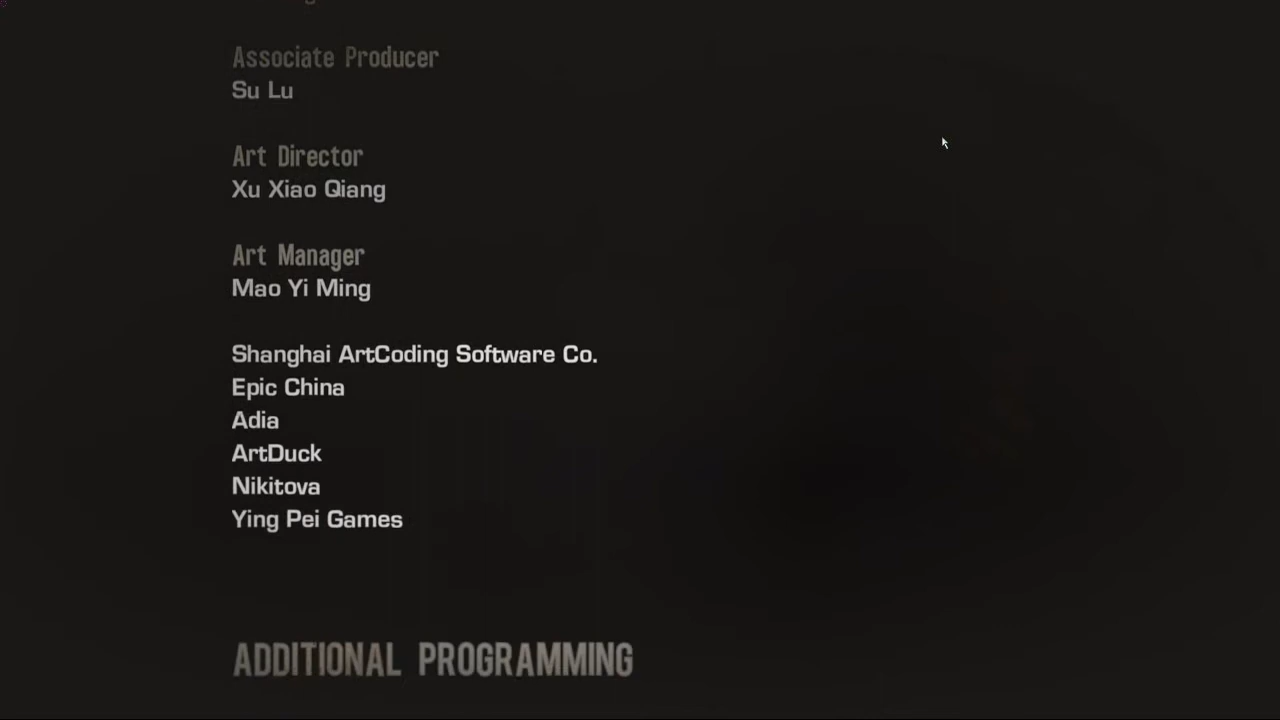 Associate Producer
Su Lu
Art Director
Xu Xiao Qiang
Art Manager
Mao Yi Ming
Shanghai ArtCoding Software Co.
Epic China
Adia
ArtDuck
Nikitova
Ying Pei Games
ADDITIONAL PROGRAMMING